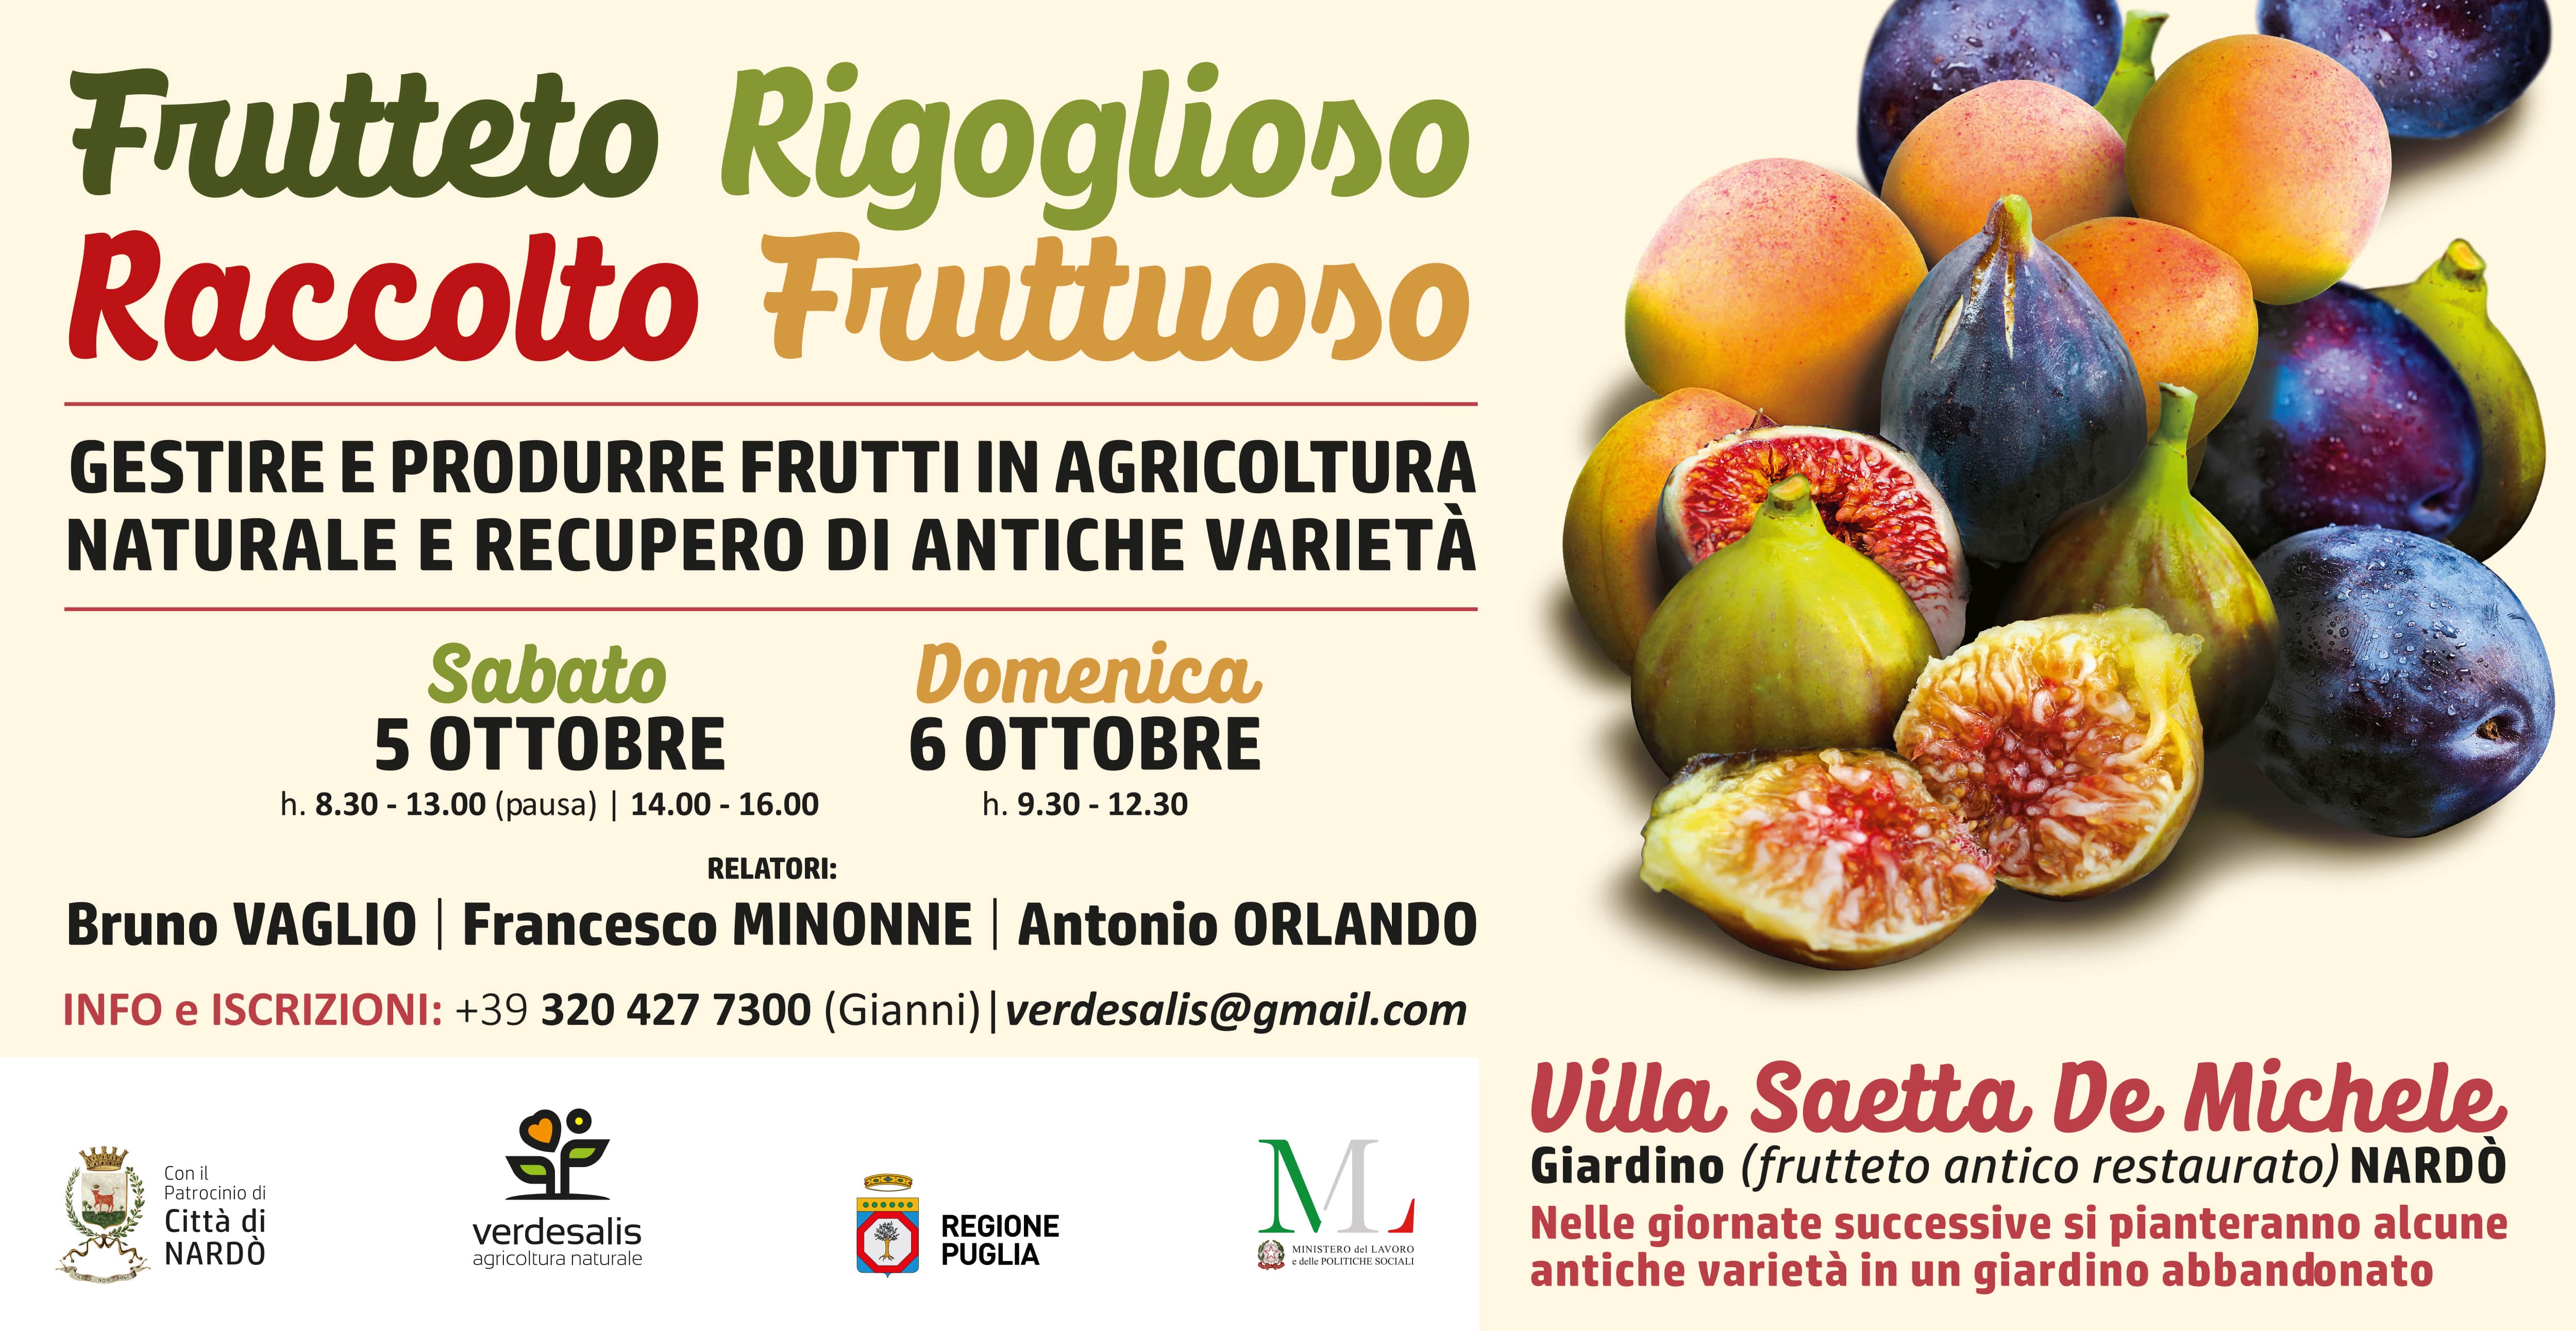 Frutteto Rigoglioso
Raccolto Fruttuoso
GESTIRE E PRODURRE FRUTTI IN AGRICOLTURA
NATURALE E RECUPERO DI ANTICHE VARIETÀ
Sabato
5 OTTOBRE
h. 8.30 - 13.00 (pausa) | 14.00 - 16.00
Domenica
6 OTTOBRE
h. 9.30 - 12.30
RELATORI:
Bruno VAGLIO | Francesco MINONNE | Antonio ORLANDO
INFO e ISCRIZIONI: +39 320 427 7300 (Gianni)|verdesalis@gmail.com
Con il
Patrocinio di
Città di
NARDÒ
verdesalis
agricoltura naturale
REGIONE
PUGLIA
ML
MINISTERO del LAVORO
e delle POLITICHE SOCIALI
Villa Saetta De Michele
Giardino (frutteto antico restaurato) NARDÒ
Nelle giornate successive si pianteranno alcune
antiche varietà in un giardino abbandonato